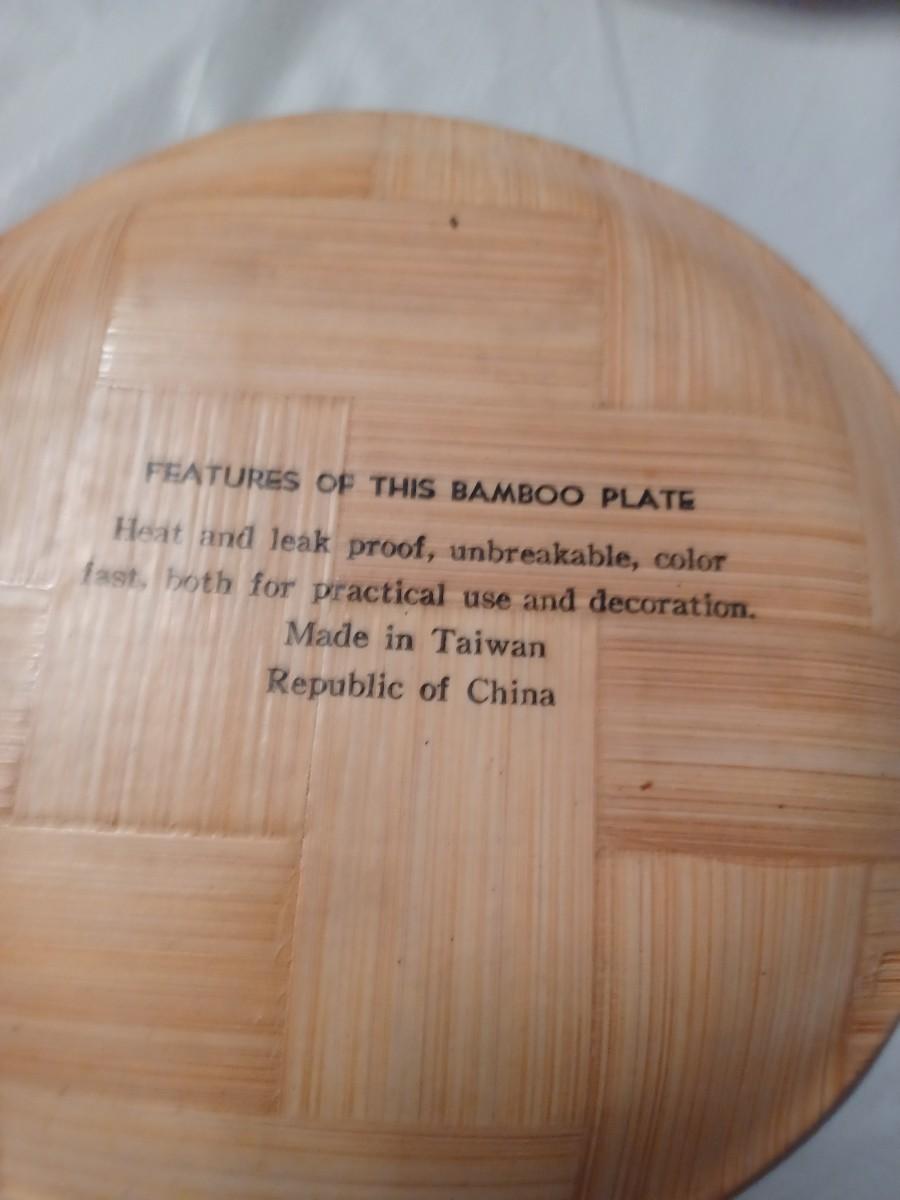 FEATURES OF THIS BAMBOO PLATE
Heat and leak proof, unbreakable, color
fast, both for practical use and decoration.
Made in Taiwan
Republic of China